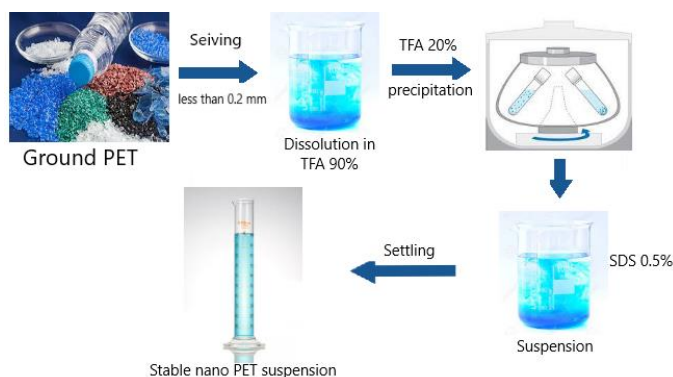 Seiving
less than 0.2 mm
Ground PET
Dissolution in
TFA 90%
TFA 20%
precipitation
SDS 0.5%
Suspension
Settling
Stable nano PET suspension